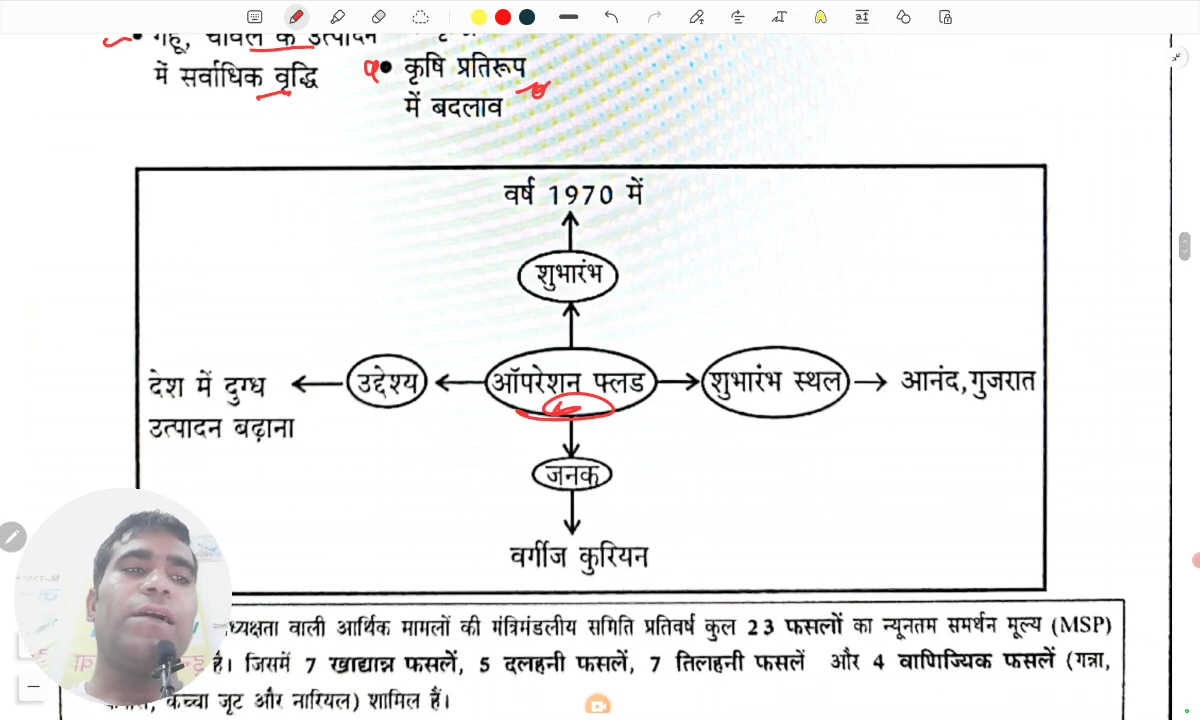 गेहूँ, चावल के उत्पादन
में सर्वाधिक वृद्धि
कृषि प्रतिरूप
में बदलाव
वर्ष 1970 में
शुभारंभ
देश में दुग्ध
उत्पादन बढ़ाना
उद्देश्य
ऑपरेशन फ्लड
शुभारंभ स्थल
आनंद,गुजरात
जनक
वर्गीज कुरियन
ध्यक्षता वाली आर्थिक मामलों की मंत्रिमंडलीय समिति प्रतिवर्ष कुल 23 फसलों का न्यूनतम समर्थन मूल्य (MSP)
है। जिसमें 7 खाद्यान्न फसलें, 5 दलहनी फसलें, 7 तिलहनी फसलें और 4 वाणिज्यिक फसलें (गन्ना,
कच्चा जूट और नारियल) शामिल हैं।